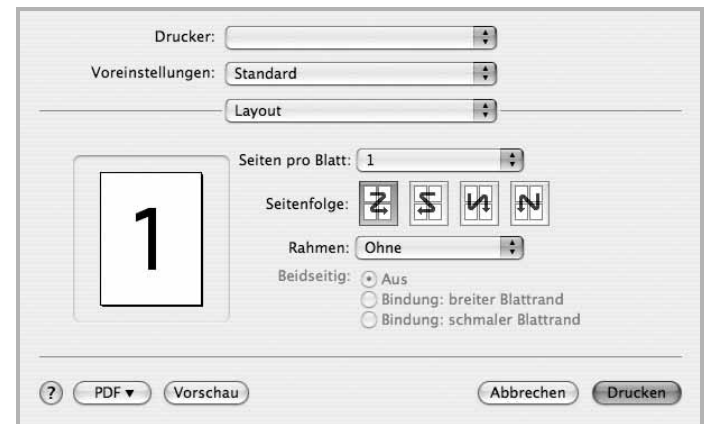 Drucker:
Voreinstellungen: Standard
Layout
Seiten pro Blatt: 1
1
Seitenfolge:
Rahmen: Ohne
Beidseitig: Aus
Bindung: breiter Blattrand
Bindung: schmaler Blattrand
? PDF ▼ Vorschau Abbrechen Drucken